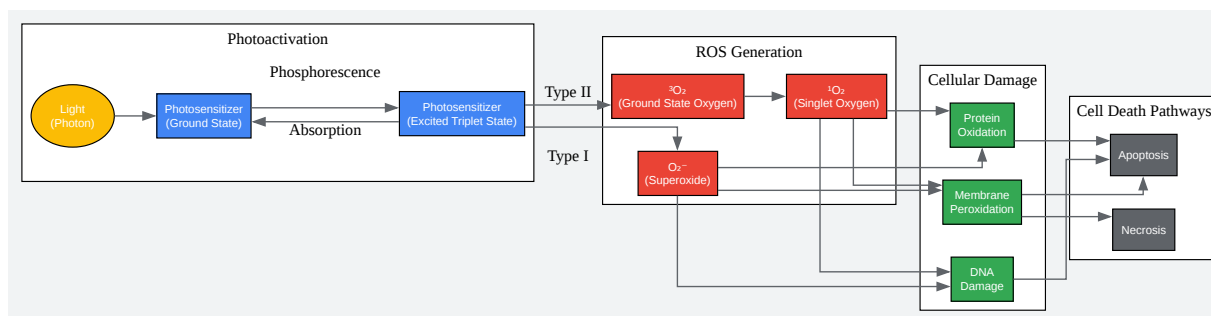 Photoactivation
Phosphorescence
Light
(Photon)
Photosensitizer
(Ground State)
Absorption
Photosensitizer
(Excited Triplet State)
Type II
Type I
ROS Generation
³O₂
(Ground State Oxygen)
¹O₂
(Singlet Oxygen)
O₂⁻
(Superoxide)
Cellular Damage
Protein
Oxidation
Membrane
Peroxidation
DNA
Damage
Cell Death Pathways
Apoptosis
Necrosis